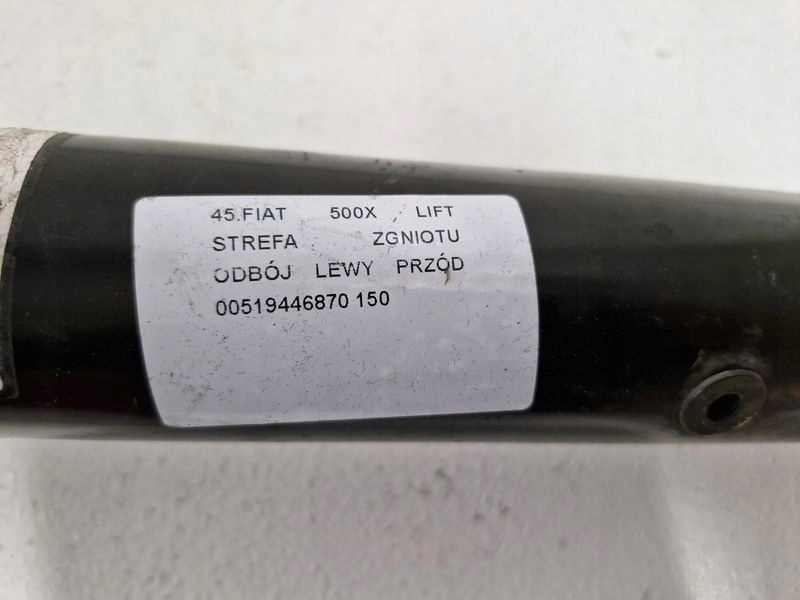 45.FIAT 500X LIFT
STREFA ZGNIOTU
ODBÓJ LEWY PRZÓD
00519446870 150